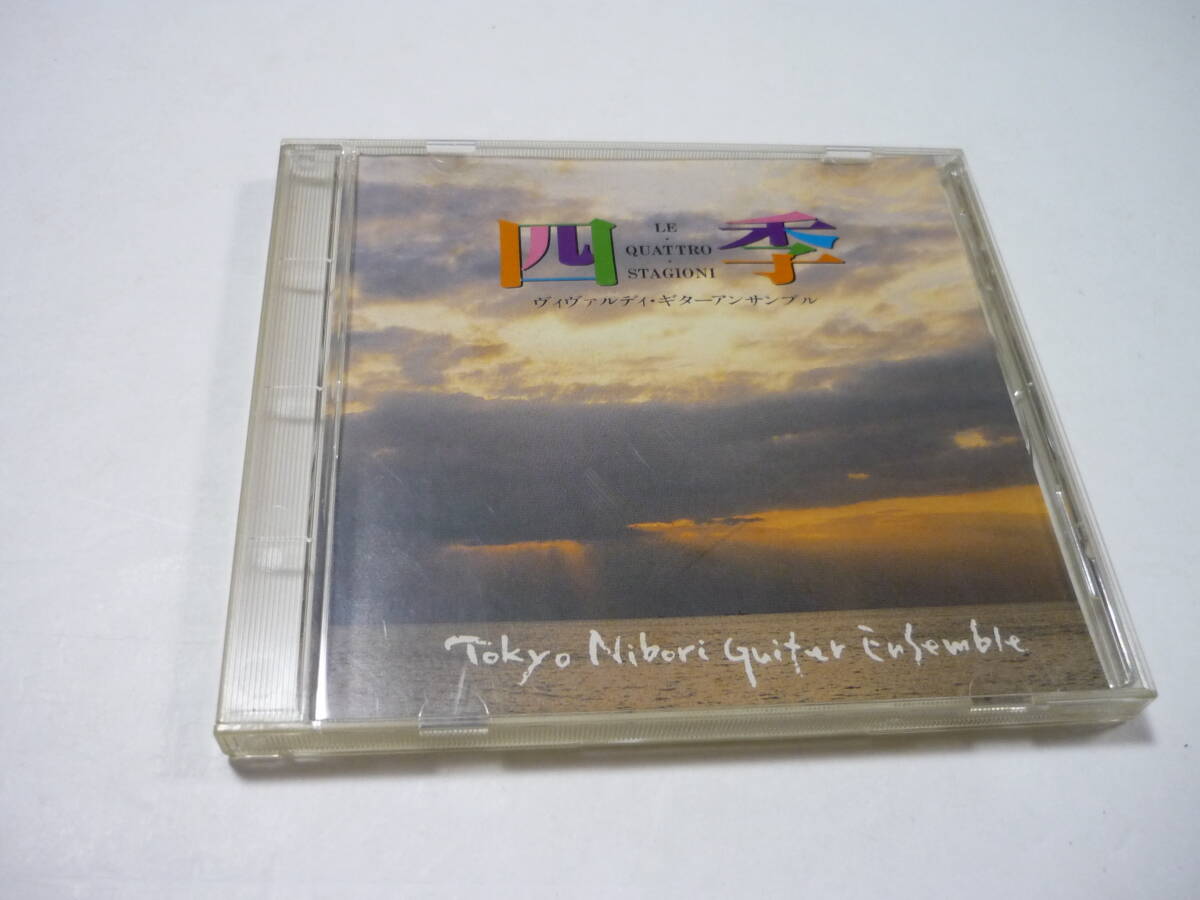 四季
LE
QUATTRO
STAGIONI
ヴィヴァルディ・ギターアンサンブル
Tokyo Nibori Guitar Ensemble